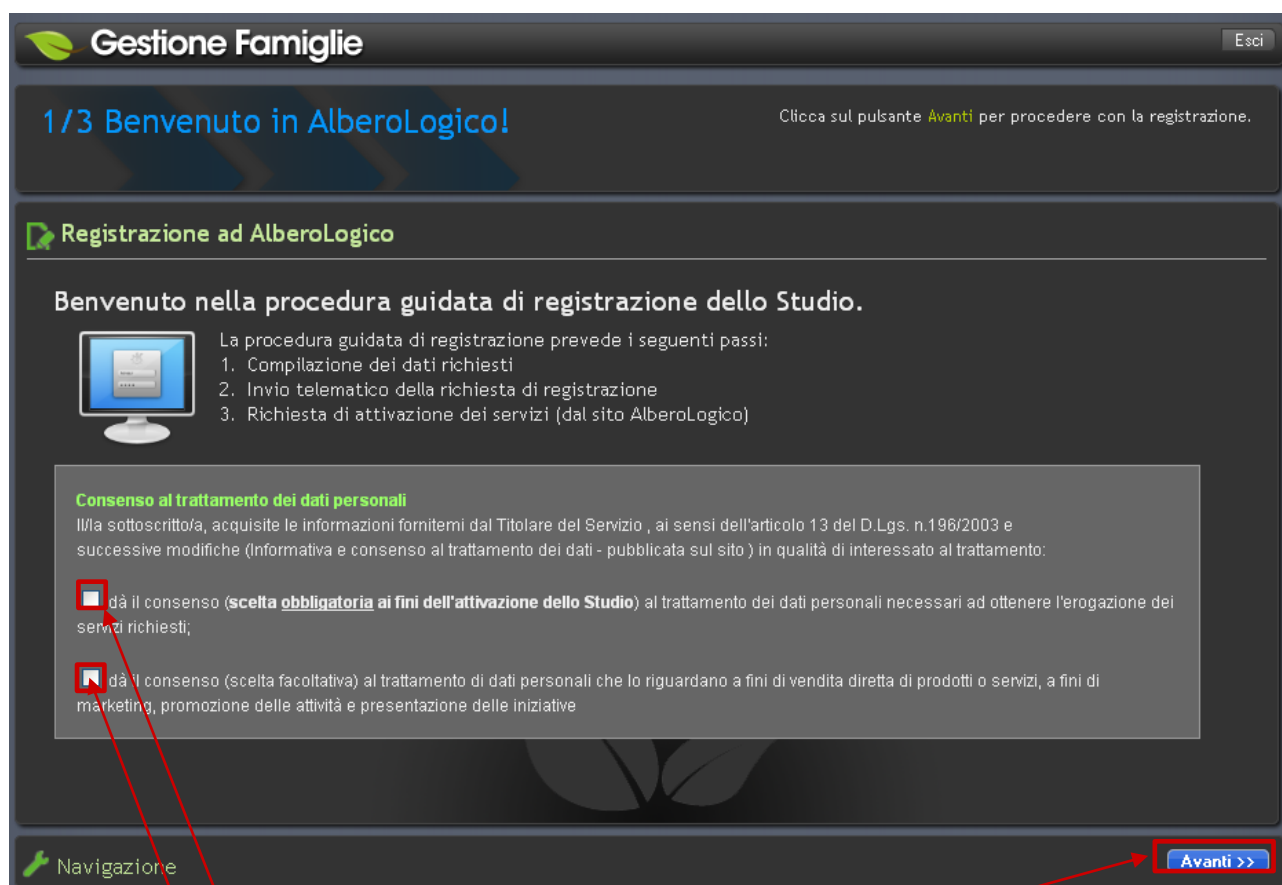 Gestione Famiglie
Esci
1/3 Benvenuto in AlberoLogico!
Clicca sul pulsante Avanti per procedere con la registrazione.
Registrazione ad AlberoLogico
Benvenuto nella procedura guidata di registrazione dello Studio.
La procedura guidata di registrazione prevede i seguenti passi:
1. Compilazione dei dati richiesti
2. Invio telematico della richiesta di registrazione
3. Richiesta di attivazione dei servizi (dal sito AlberoLogico)
Consenso al trattamento dei dati personali
Il/la sottoscritto/a, acquisite le informazioni fornitemi dal Titolare del Servizio , ai sensi dell'articolo 13 del D.Lgs. n.196/2003 e
successive modifiche (Informativa e consenso al trattamento dei dati - pubblicata sul sito ) in qualità di interessato al trattamento:
dà il consenso (scelta obbligatoria ai fini dell'attivazione dello Studio) al trattamento dei dati personali necessari ad ottenere l'erogazione dei
servizi richiesti;
dà il consenso (scelta facoltativa) al trattamento di dati personali che lo riguardano a fini di vendita diretta di prodotti o servizi, a fini di
marketing, promozione delle attività e presentazione delle iniziative
Navigazione
Avanti >>